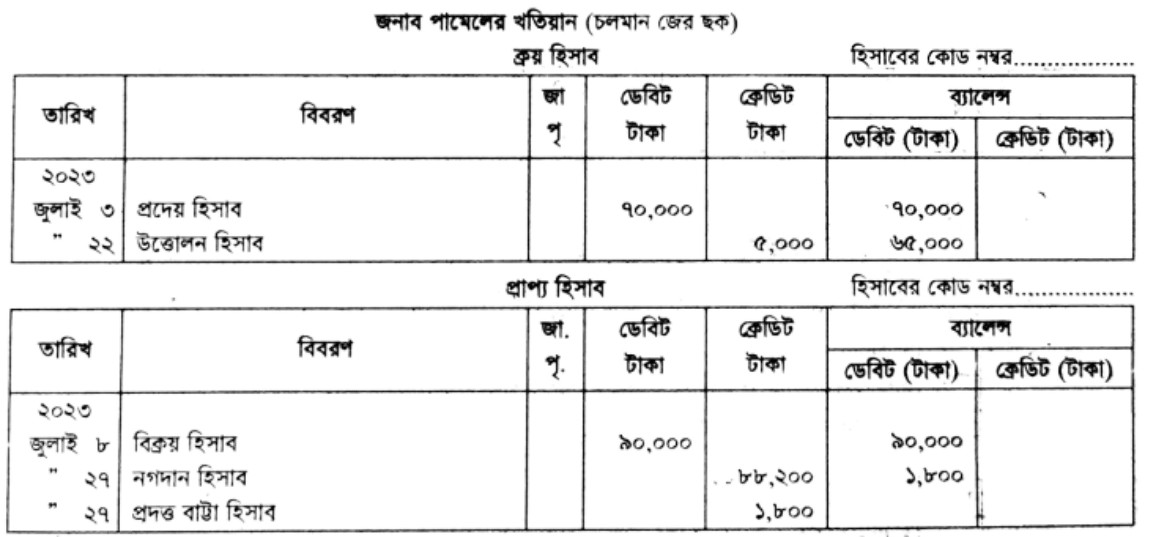 জনাব পামেলের খতিয়ান (চলমান জের ছক)
ক্রয় হিসাব হিসাবের কোড নম্বর..................
তারিখ বিবরণ জা পৃ ডেবিট টাকা ক্রেডিট টাকা ব্যালেন্স
ডেবিট (টাকা) ক্রেডিট (টাকা)
২০২৩
জুলাই ৩ প্রদেয় হিসাব ৭০,০০০ ৭০,০০০
" ২২ উত্তোলন হিসাব ৫,০০০ ৬৫,০০০
প্রাপ্য হিসাব হিসাবের কোড নম্বর..................
তারিখ বিবরণ জা. পৃ. ডেবিট টাকা ক্রেডিট টাকা ব্যালেন্স
ডেবিট (টাকা) ক্রেডিট (টাকা)
২০২৩
জুলাই ৮ বিক্রয় হিসাব ৯০,০০০ ৯০,০০০
" ২৭ নগদান হিসাব ৮৮,২০০ ১,৮০০
" ২৭ প্রদত্ত বাট্টা হিসাব ১,৮০০